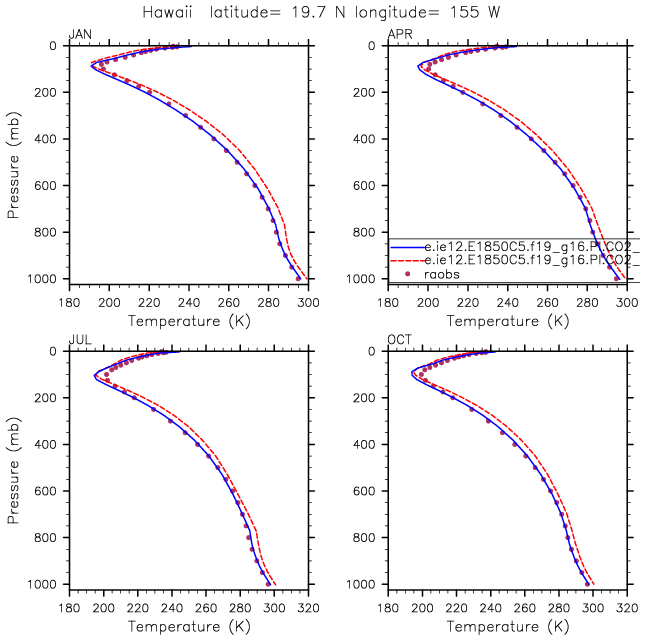 Hawaii latitude= 19.7 N longitude= 155 W
JAN
APR
0
200
400
600
800
1000
Pressure (mb)
180 200 220 240 260 280 300
Temperature (K)
0
200
400
600
800
1000
e.ie12.E1850C5.f19_g16.PI.CO2_
e.ie12.E1850C5.f19_g16.PI.CO2_
raobs
180 200 220 240 260 280 300 320
Temperature (K)
JUL
OCT
0
200
400
600
800
1000
Pressure (mb)
180 200 220 240 260 280 300 320
Temperature (K)
0
200
400
600
800
1000
180 200 220 240 260 280 300 320
Temperature (K)